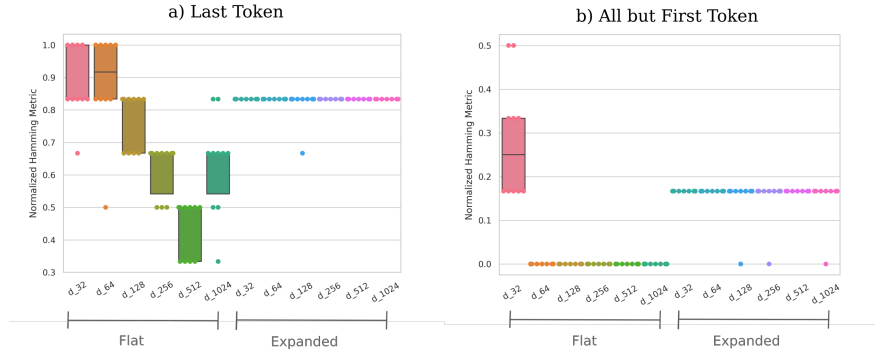 a) Last Token
Normalized Hamming Metric
1.0
0.9
0.8
0.7
0.6
0.5
0.4
0.3
d_32
d_64
d_128
d_256
d_512
d_1024
d_32
d_64
d_128
d_256
d_512
d_1024
Flat
Expanded
b) All but First Token
Normalized Hamming Metric
0.5
0.4
0.3
0.2
0.1
0.0
d_32
d_64
d_128
d_256
d_512
d_1024
d_32
d_64
d_128
d_256
d_512
d_1024
Flat
Expanded